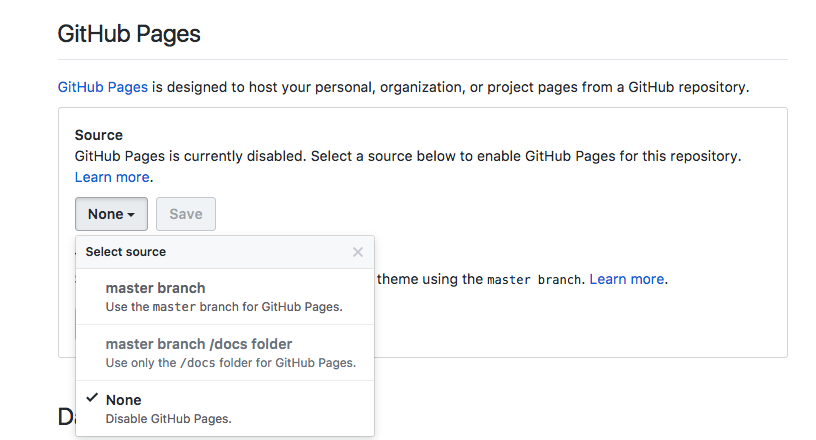 GitHub Pages
GitHub Pages is designed to host your personal, organization, or project pages from a GitHub repository.
Source
GitHub Pages is currently disabled. Select a source below to enable GitHub Pages for this repository.
Learn more.
None Save
Select source
master branch
Use the master branch for GitHub Pages.
theme using the master branch. Learn more.
master branch /docs folder
Use only the /docs folder for GitHub Pages.
None
Disable GitHub Pages.